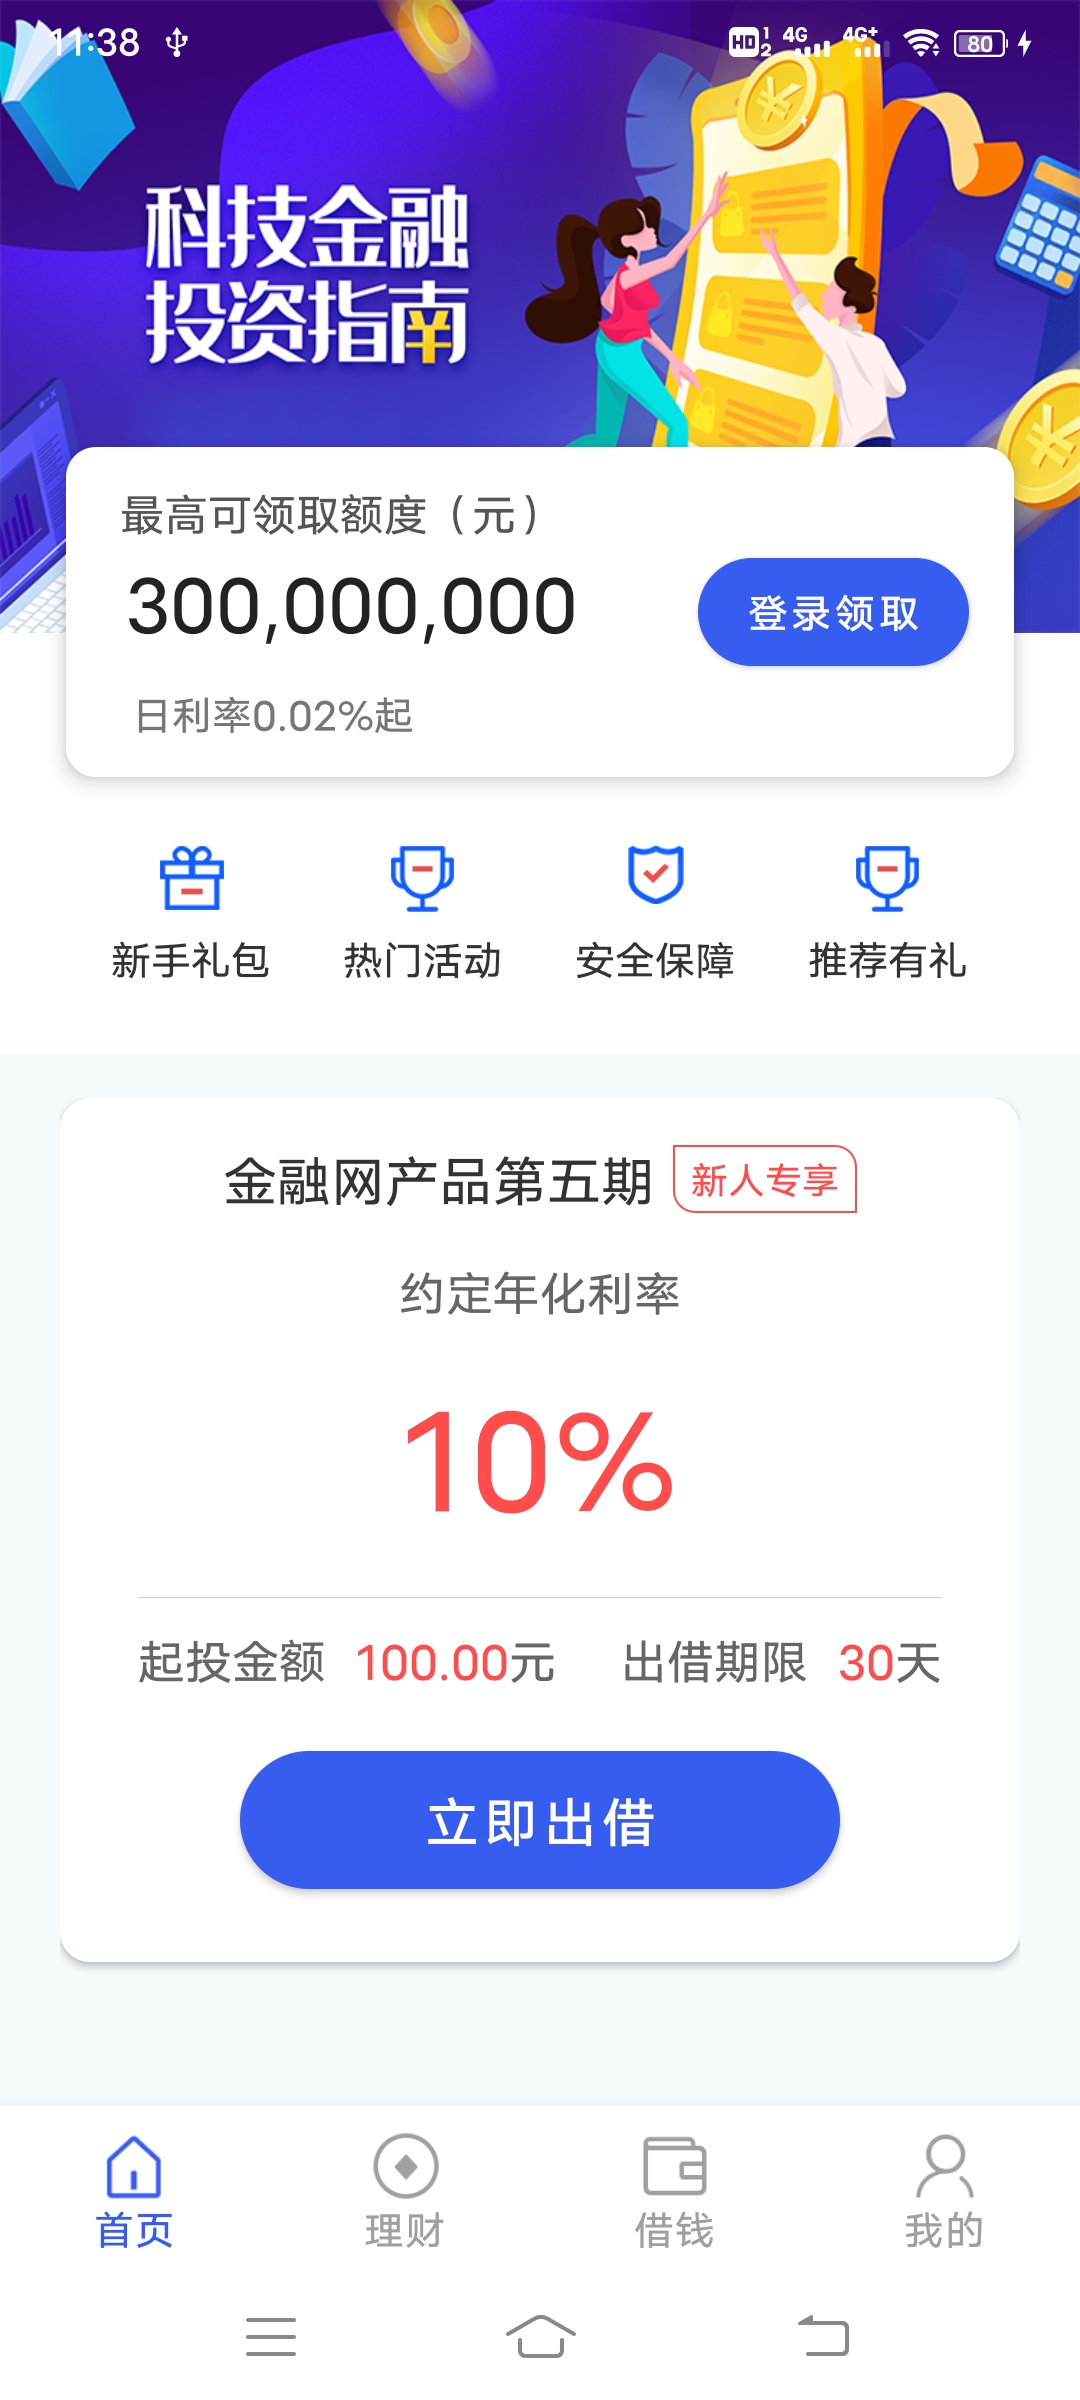 11:38
HD 1 2 4G 4G+ 80
科技金融
投资指南
最高可领取额度（元）
300,000,000
登录领取
日利率0.02%起
新手礼包 热门活动 安全保障 推荐有礼
金融网产品第五期 新人专享
约定年化利率
10%
起投金额 100.00元 出借期限 30天
立即出借
首页 理财 借钱 我的